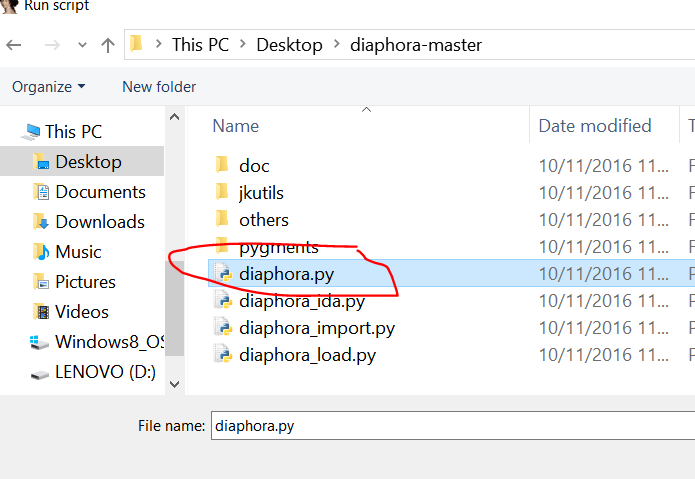 Run script
This PC > Desktop > diaphora-master
Organize New folder
Name Date modified T
This PC
Desktop
Documents
Downloads
Music
Pictures
Videos
Windows8_OS
LENOVO (D:)
doc 10/11/2016 11...
jkutils 10/11/2016 11...
others 10/11/2016 11...
pygments 10/11/2016 11...
diaphora.py 10/11/2016 11...
diaphora_ida.py 10/11/2016 11...
diaphora_import.py 10/11/2016 11...
diaphora_load.py 10/11/2016 11...
File name: diaphora.py